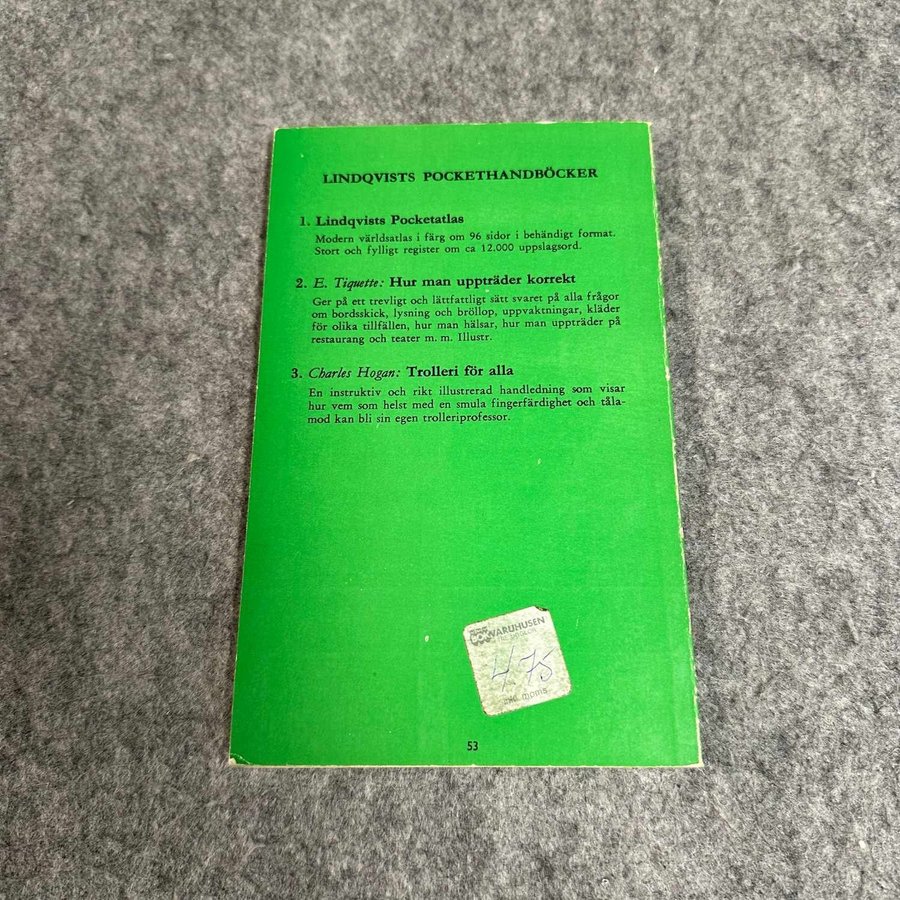 LINDQVISTS POCKETHANDBÖCKER
1. Lindqvists Pocketatlas
Modern världsatlas i färg om 96 sidor i behändigt format.
Stort och fylligt register om ca 12.000 uppslagsord.
2. E. Tiquette: Hur man uppträder korrekt
Ger på ett trevligt och lättfattligt sätt svaret på alla frågor
om bordsskick, lysning och bröllop, uppvaktningar, kläder
för olika tillfällen, hur man hälsar, hur man uppträder på
restaurang och teater m. m. Illustr.
3. Charles Hogan: Trolleri för alla
En instruktiv och rikt illustrerad handledning som visar
hur vem som helst med en smula fingerfärdighet och tåla-
mod kan bli sin egen trolleriprofessor.
VARUHUSEN
4.75
moms
53